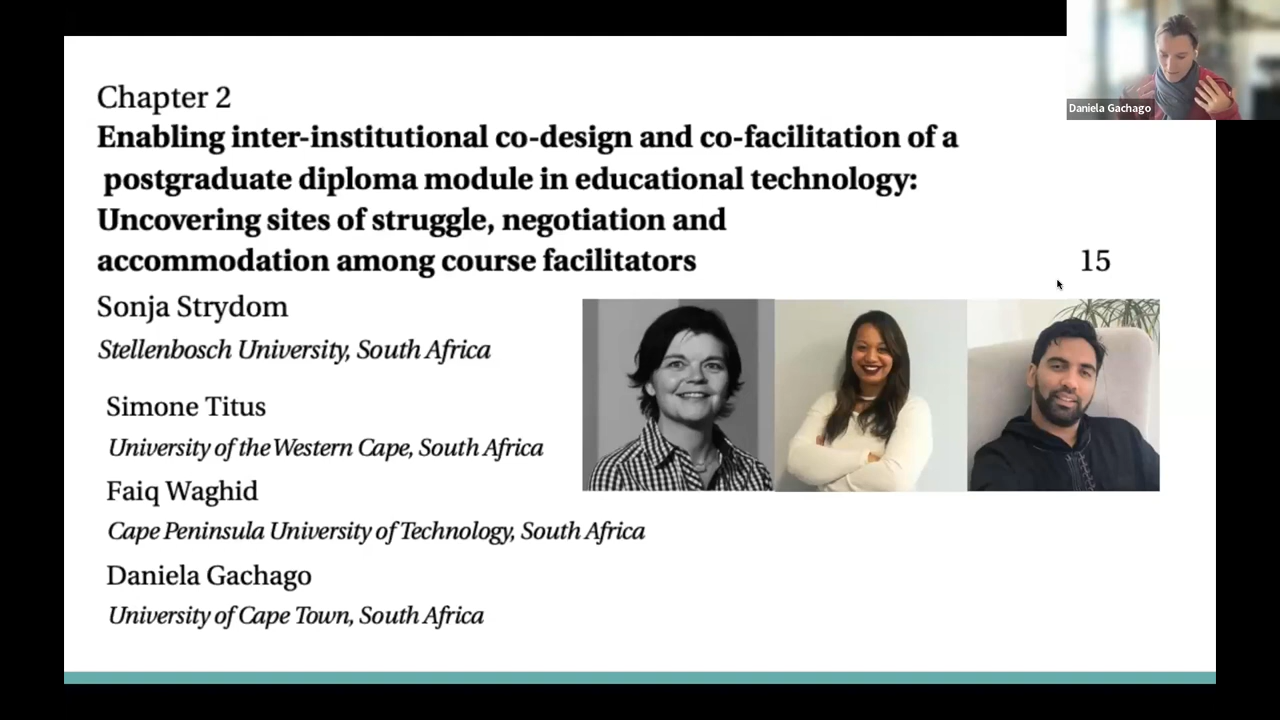 Daniela Gachago
Chapter 2
Enabling inter-institutional co-design and co-facilitation of a
postgraduate diploma module in educational technology:
Uncovering sites of struggle, negotiation and
accommodation among course facilitators 15
Sonja Strydom
Stellenbosch University, South Africa
Simone Titus
University of the Western Cape, South Africa
Faiq Waghid
Cape Peninsula University of Technology, South Africa
Daniela Gachago
University of Cape Town, South Africa